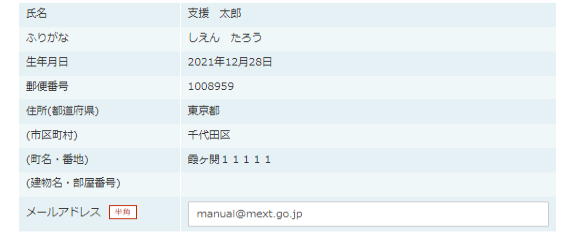 氏名 支援　太郎
ふりがな しえん　たろう
生年月日 2021年12月28日
郵便番号 1008959
住所(都道府県) 東京都
(市区町村) 千代田区
(町名・番地) 霞ヶ関１１１１１
(建物名・部屋番号)
メールアドレス 半角 manual@mext.go.jp